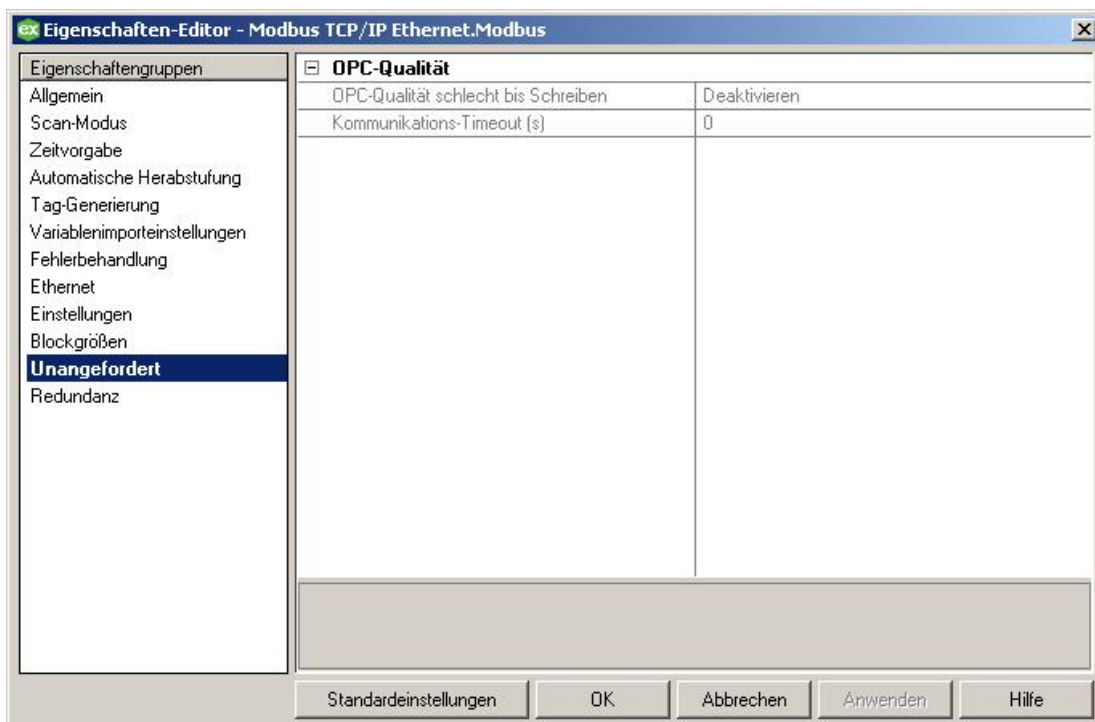 ex Eigenschaften-Editor - Modbus TCP/IP Ethernet.Modbus
Eigenschaftengruppen
Allgemein
Scan-Modus
Zeitvorgabe
Automatische Herabstufung
Tag-Generierung
Variablenimporteinstellungen
Fehlerbehandlung
Ethernet
Einstellungen
Blockgrößen
Unangefordert
Redundanz
OPC-Qualität
OPC-Qualität schlecht bis Schreiben Deaktivieren
Kommunikations-Timeout (s) 0
Standardeinstellungen OK Abbrechen Anwenden Hilfe